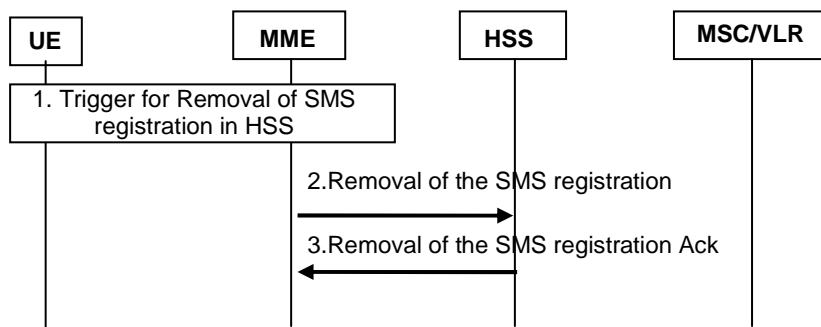 UE
MME
HSS
MSC/VLR
1. Trigger for Removal of SMS
registration in HSS
2.Removal of the SMS registration
3.Removal of the SMS registration Ack